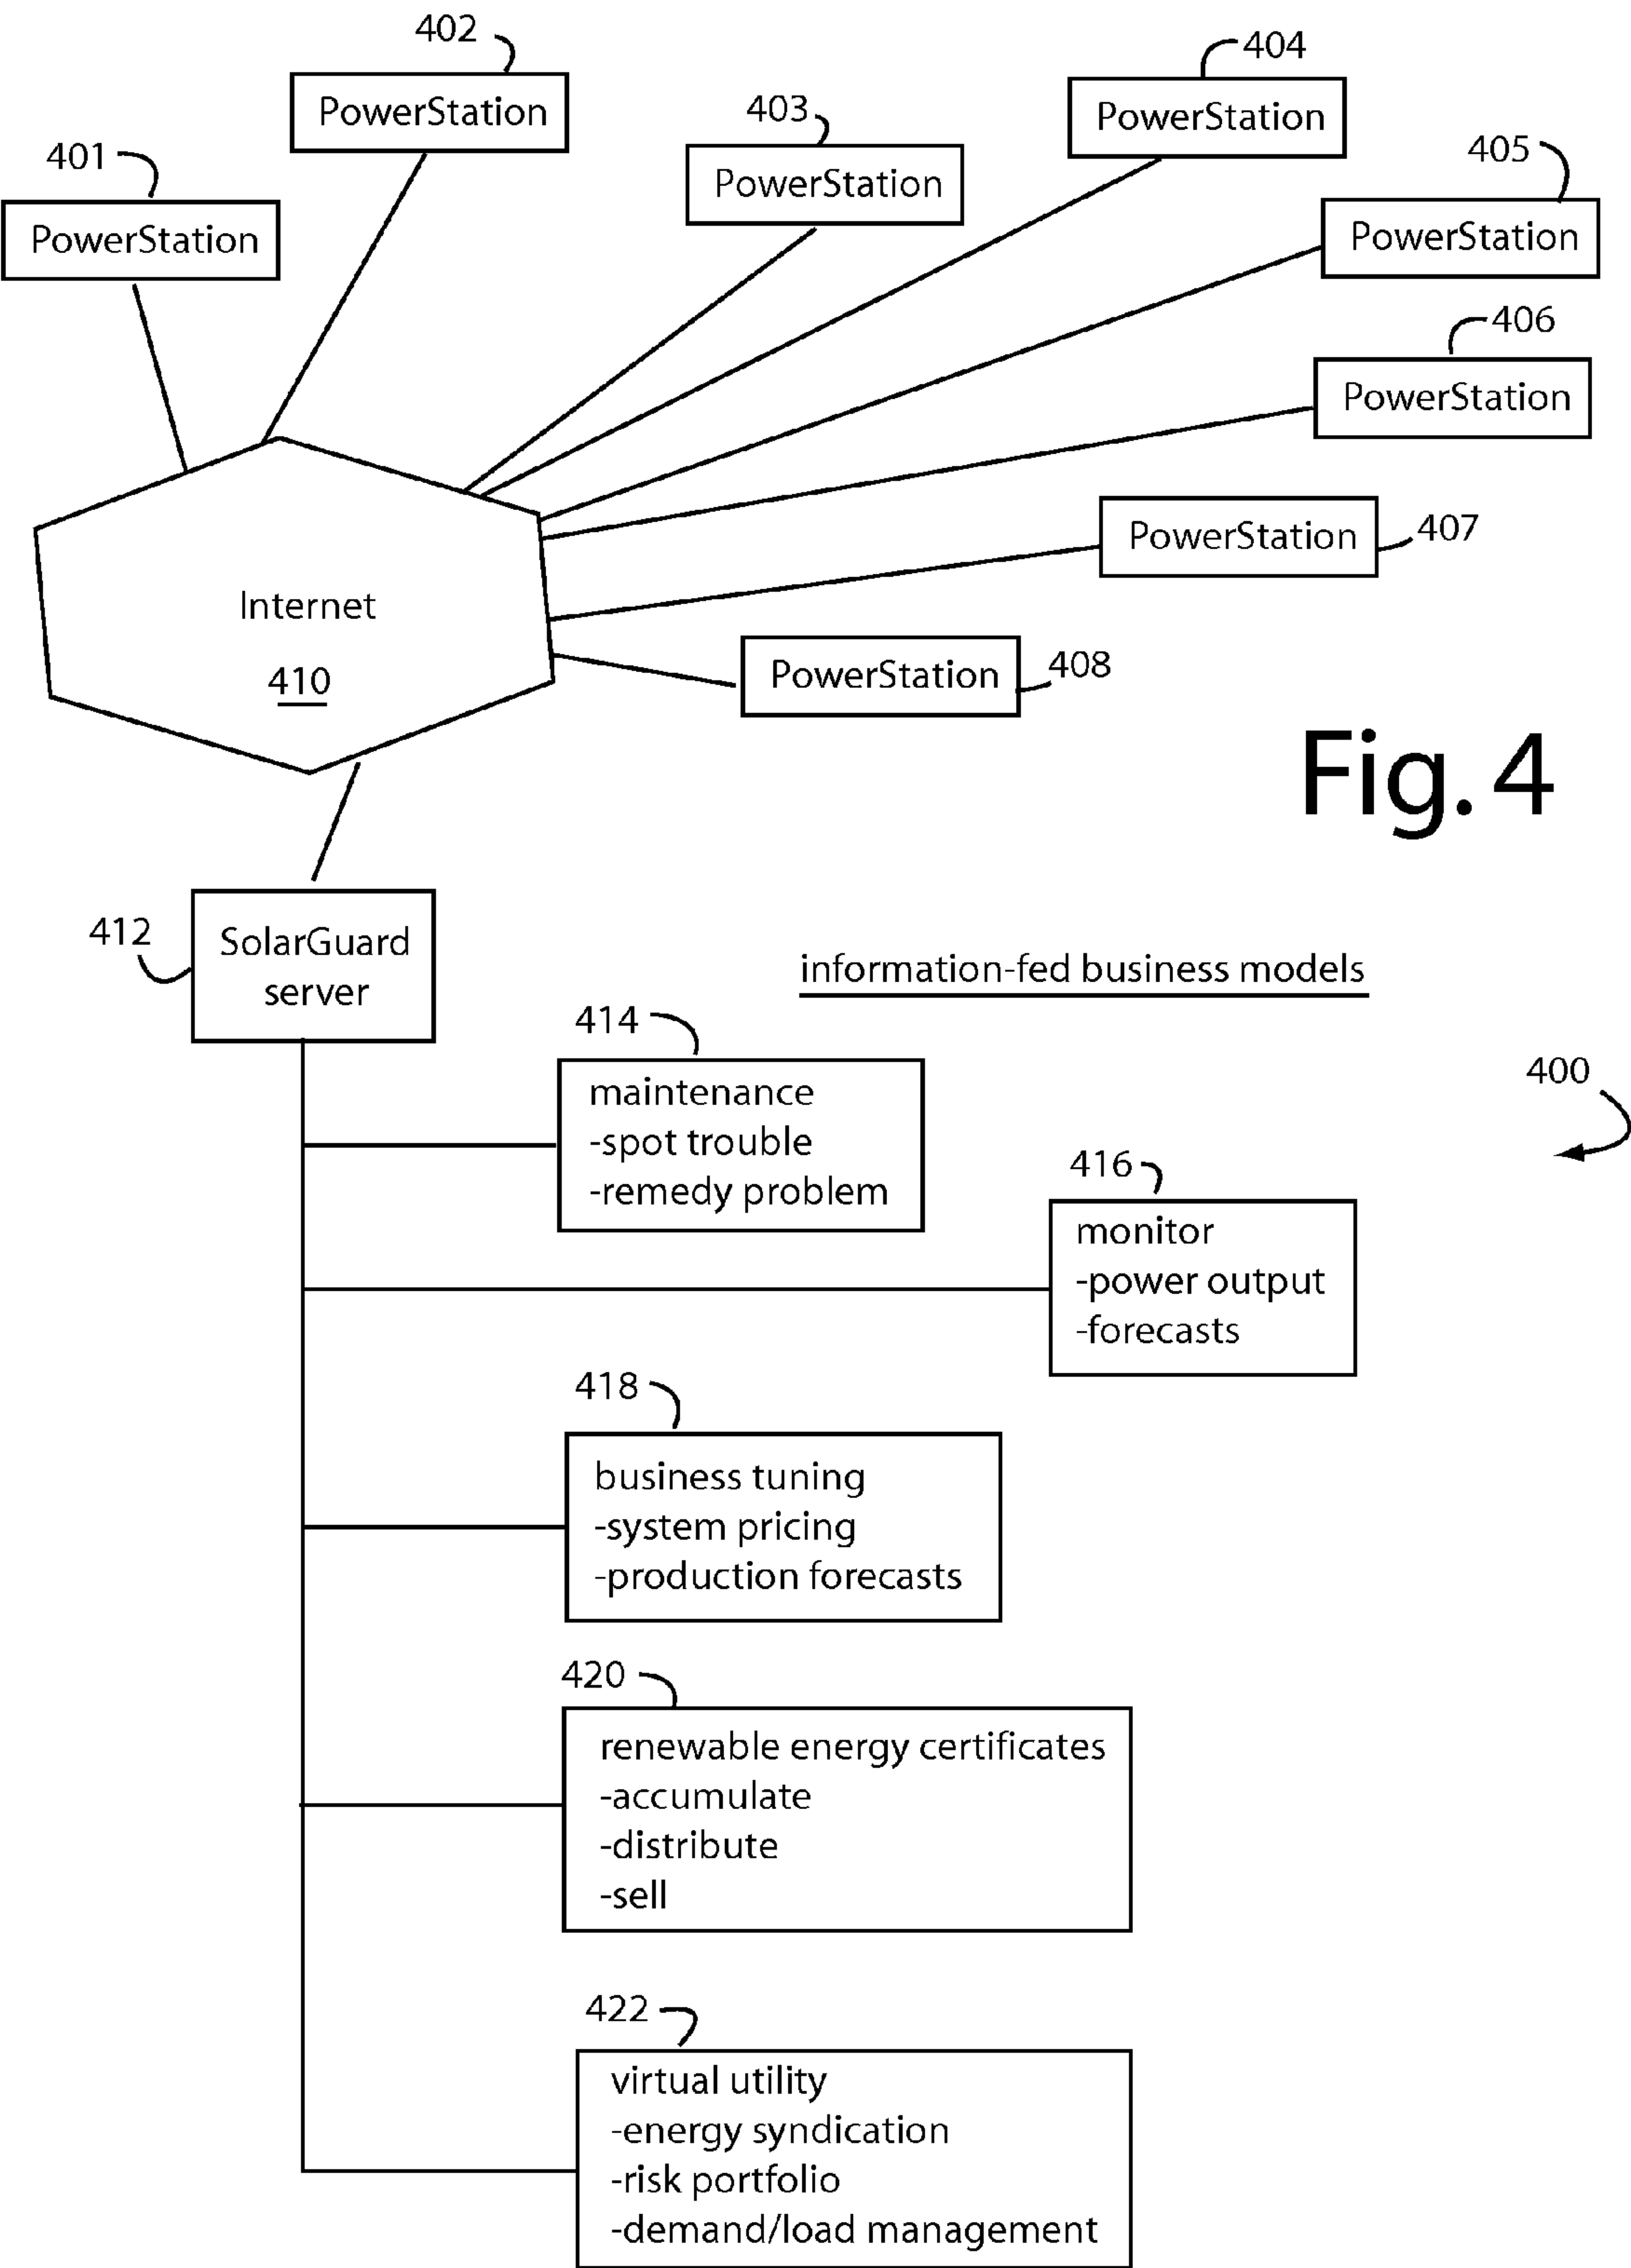 402
PowerStation
404
PowerStation
403
PowerStation
401
PowerStation
405
PowerStation
406
PowerStation
407
PowerStation
408
PowerStation
Internet
410
Fig. 4
412
SolarGuard
server
information-fed business models
400
414
maintenance
-spot trouble
-remedy problem
416
monitor
-power output
-forecasts
418
business tuning
-system pricing
-production forecasts
420
renewable energy certificates
-accumulate
-distribute
-sell
422
virtual utility
-energy syndication
-risk portfolio
-demand/load management